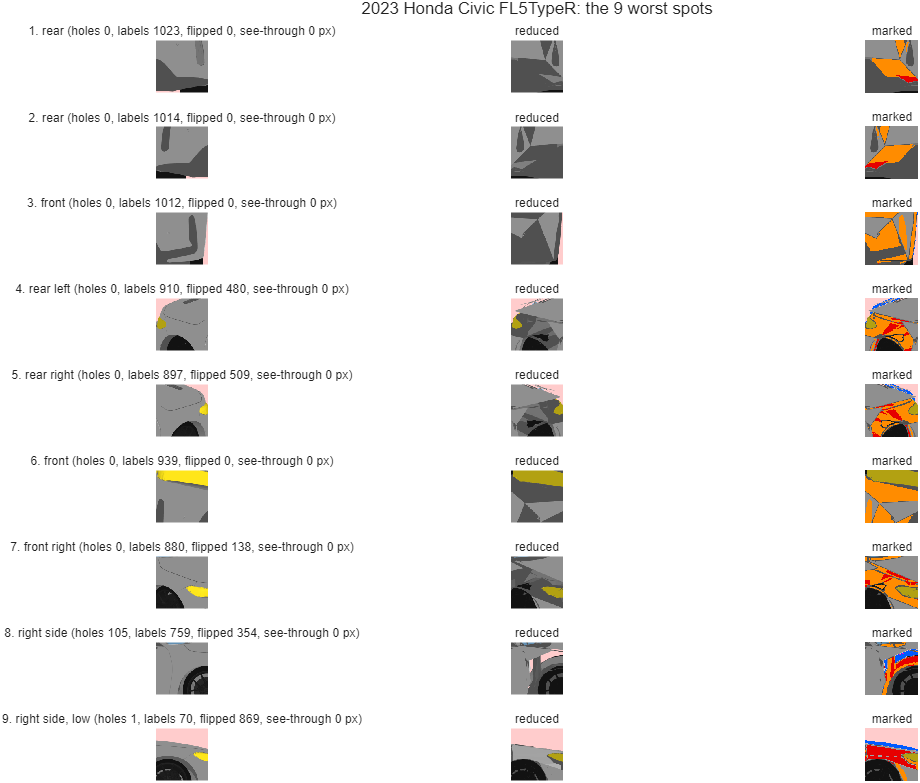 2023 Honda Civic FL5TypeR: the 9 worst spots
1. rear (holes 0, labels 1023, flipped 0, see-through 0 px)
reduced
marked
2. rear (holes 0, labels 1014, flipped 0, see-through 0 px)
reduced
marked
3. front (holes 0, labels 1012, flipped 0, see-through 0 px)
reduced
marked
4. rear left (holes 0, labels 910, flipped 480, see-through 0 px)
reduced
marked
5. rear right (holes 0, labels 897, flipped 509, see-through 0 px)
reduced
marked
6. front (holes 0, labels 939, flipped 0, see-through 0 px)
reduced
marked
7. front right (holes 0, labels 880, flipped 138, see-through 0 px)
reduced
marked
8. right side (holes 105, labels 759, flipped 354, see-through 0 px)
reduced
marked
9. right side, low (holes 1, labels 70, flipped 869, see-through 0 px)
reduced
marked